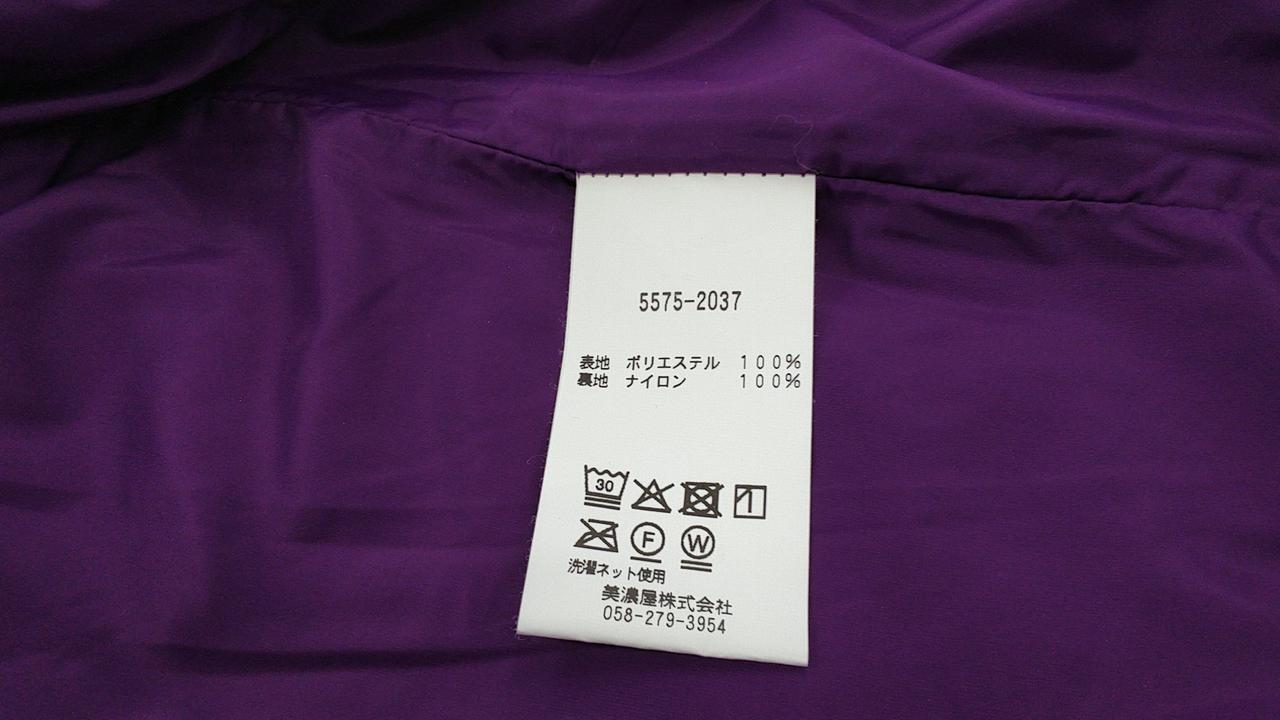 5575-2037
表地 ポリエステル 100%
裏地 ナイロン 100%
30
F W
洗濯ネット使用
美濃屋株式会社
058-279-3954